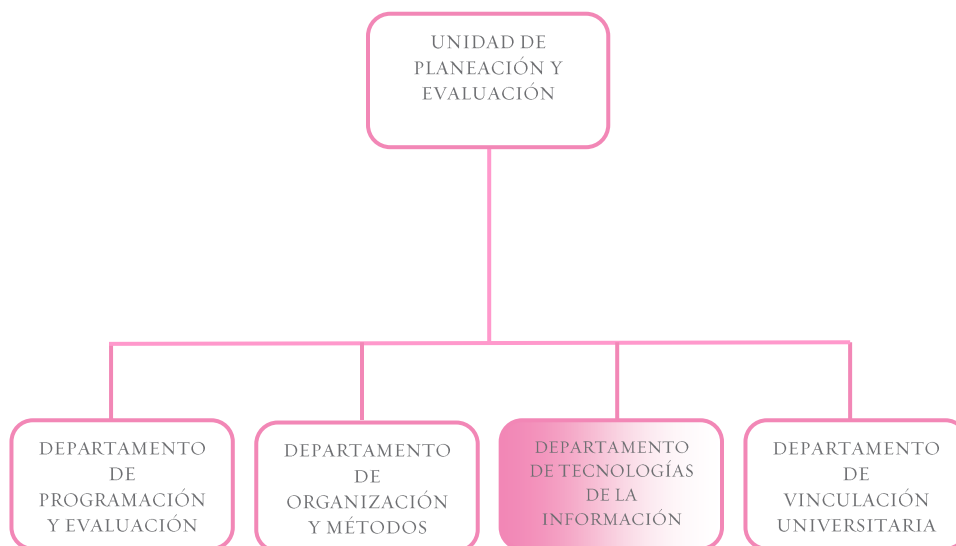 UNIDAD DE
PLANEACIÓN Y
EVALUACIÓN
DEPARTAMENTO
DE
PROGRAMACIÓN
Y EVALUACIÓN
DEPARTAMENTO
DE
ORGANIZACIÓN
Y MÉTODOS
DEPARTAMENTO
DE TECNOLOGÍAS
DE LA
INFORMACIÓN
DEPARTAMENTO
DE
VINCULACIÓN
UNIVERSITARIA